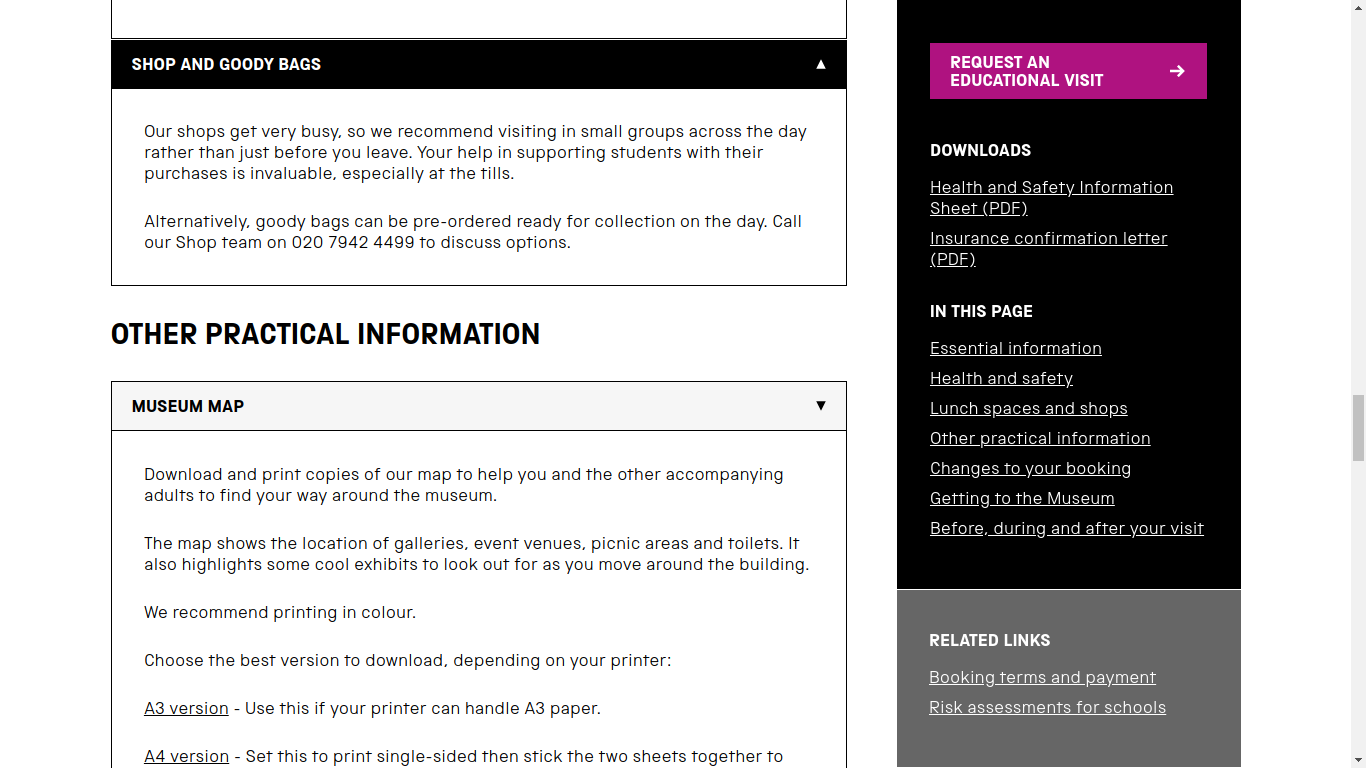 SHOP AND GOODY BAGS ▲
Our shops get very busy, so we recommend visiting in small groups across the day
rather than just before you leave. Your help in supporting students with their
purchases is invaluable, especially at the tills.
Alternatively, goody bags can be pre-ordered ready for collection on the day. Call
our Shop team on 020 7942 4499 to discuss options.
OTHER PRACTICAL INFORMATION
MUSEUM MAP ▼
Download and print copies of our map to help you and the other accompanying
adults to find your way around the museum.
The map shows the location of galleries, event venues, picnic areas and toilets. It
also highlights some cool exhibits to look out for as you move around the building.
We recommend printing in colour.
Choose the best version to download, depending on your printer:
A3 version - Use this if your printer can handle A3 paper.
A4 version - Set this to print single-sided then stick the two sheets together to
REQUEST AN
EDUCATIONAL VISIT →
DOWNLOADS
Health and Safety Information
Sheet (PDF)
Insurance confirmation letter
(PDF)
IN THIS PAGE
Essential information
Health and safety
Lunch spaces and shops
Other practical information
Changes to your booking
Getting to the Museum
Before, during and after your visit
RELATED LINKS
Booking terms and payment
Risk assessments for schools